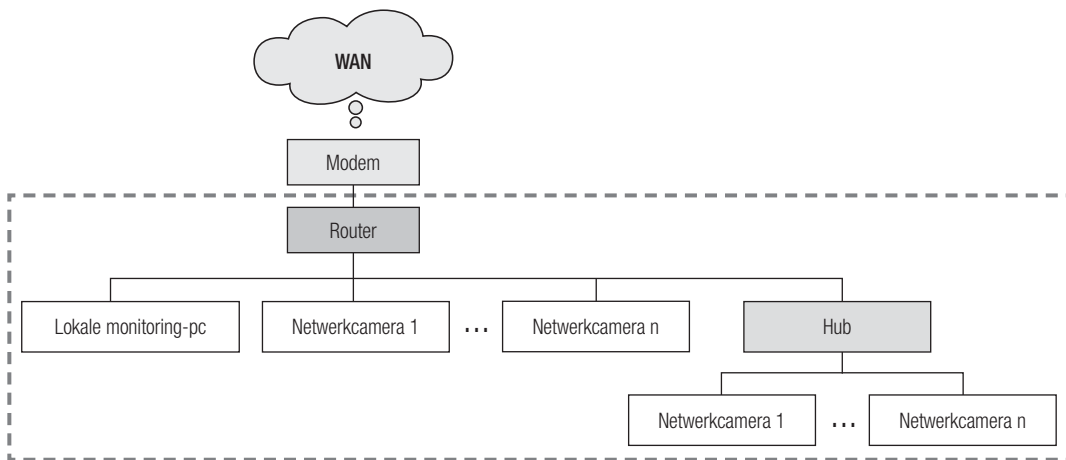 WAN
Modem
Router
Lokale monitoring-pc
Netwerkcamera 1
...
Netwerkcamera n
Hub
Netwerkcamera 1
...
Netwerkcamera n